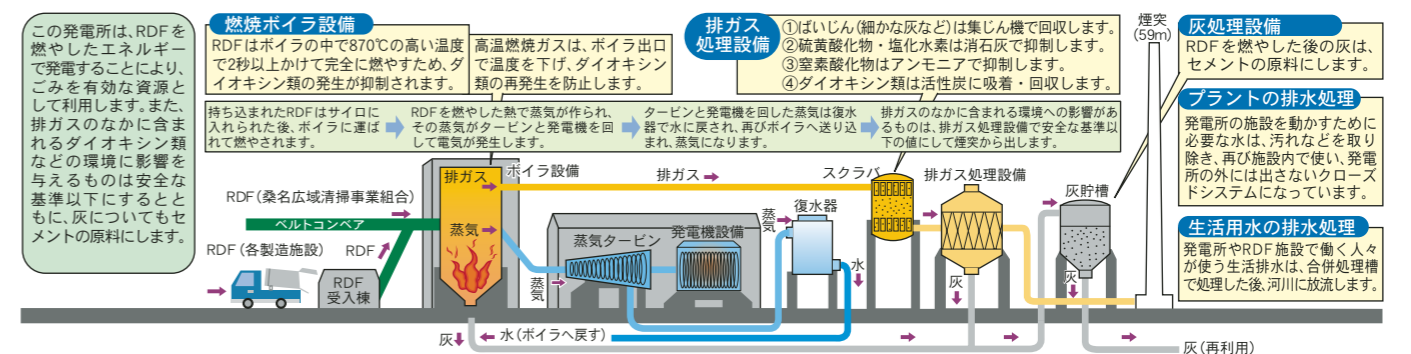 この発電所は、RDFを
燃やしたエネルギー
で発電することにより、
ごみを有効な資源と
して利用します。また、
排ガスのなかに含ま
れるダイオキシン類
などの環境に影響を
与えるものは安全な
基準以下にするとと
もに、灰についてもセ
メントの原料にします。
燃焼ボイラ設備
RDFはボイラの中で870℃の高い温度
で2秒以上かけて完全に燃やすため、ダ
イオキシン類の発生が抑制されます。
高温燃焼ガスは、ボイラ出口
で温度を下げ、ダイオキシン
類の再発生を防止します。
排ガス
処理設備
①ばいじん(細かな灰など)は集じん機で回収します。
②硫黄酸化物・塩化水素は消石灰で抑制します。
③窒素酸化物はアンモニアで抑制します。
④ダイオキシン類は活性炭に吸着・回収します。
煙突
(59m)
灰処理設備
RDFを燃やした後の灰は、
セメントの原料にします。
持ち込まれたRDFはサイロに
入れられた後、ボイラに運ば
れて燃やされます。
RDFを燃やした熱で蒸気が作られ、
その蒸気がタービンと発電機を回
して電気が発生します。
タービンと発電機を回した蒸気は復水
器で水に戻され、再びボイラへ送り込
まれ、蒸気になります。
排ガスのなかに含まれる環境への影響があ
るものは、排ガス処理設備で安全な基準以
下の値にして煙突から出します。
プラントの排水処理
発電所の施設を動かすために
必要な水は、汚れなどを取り
除き、再び施設内で使い、発電
所の外には出さないクローズ
ドシステムになっています。
生活用水の排水処理
発電所やRDF施設で働く人々
が使う生活排水は、合併処理槽
で処理した後、河川に放流します。
排ガス
ボイラ設備
排ガス
スクラバ
排ガス処理設備
灰貯槽
RDF(桑名広域清掃事業組合)
ベルトコンベア
蒸気
RDF(各製造施設)
RDF
RDF
受入棟
蒸気タービン
発電機設備
蒸気
復水器
蒸気
水
灰
灰
灰
水(ボイラへ戻す)
灰(再利用)